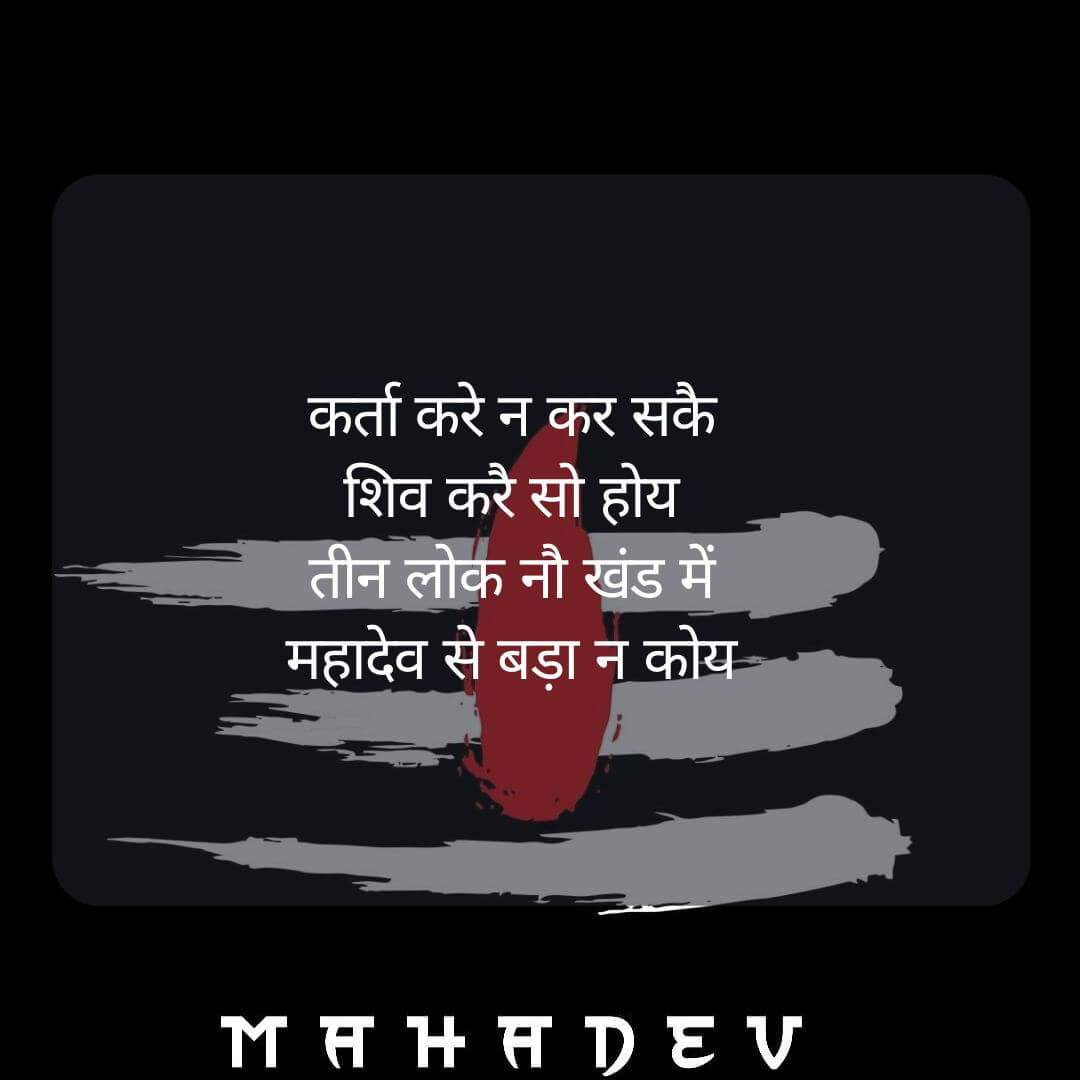 कर्ता करे न कर सकै
शिव करै सो होय
तीन लोक नौ खंड में
महादेव से बड़ा न कोय
MAHADEV